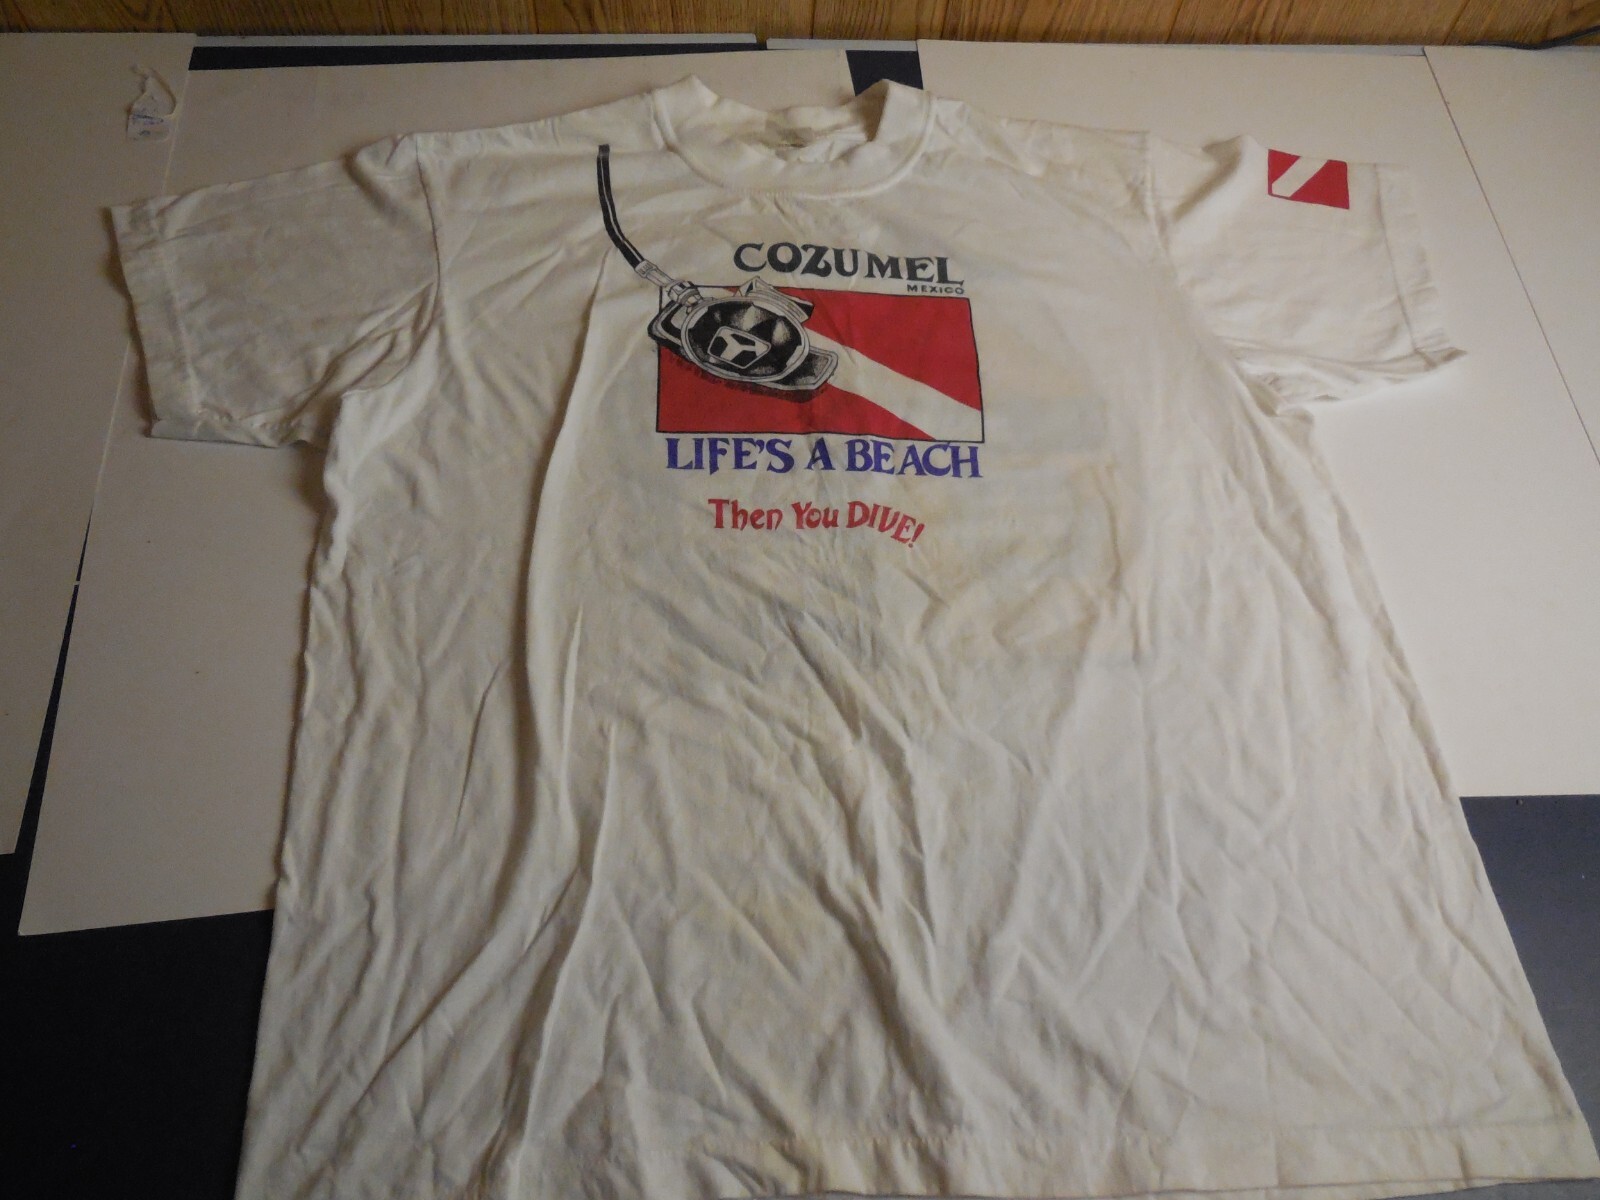 COZUMEL
MEXICO
LIFE'S A BEACH
Then You DIVE!